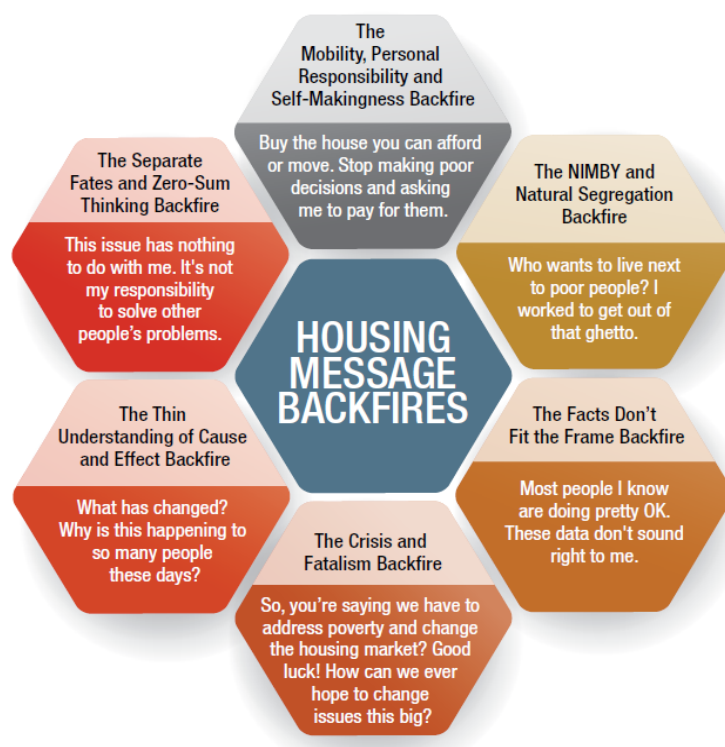 The
Mobility, Personal
Responsibility and
Self-Makingness Backfire
Buy the house you can afford
or move. Stop making poor
decisions and asking
me to pay for them.
The NIMBY and
Natural Segregation
Backfire
Who wants to live next
to poor people? I
worked to get out of
that ghetto.
The Facts Don’t
Fit the Frame Backfire
Most people I know
are doing pretty OK.
These data don't sound
right to me.
The Crisis and
Fatalism Backfire
So, you’re saying we have to
address poverty and change
the housing market? Good
luck! How can we ever
hope to change
issues this big?
The Thin
Understanding of Cause
and Effect Backfire
What has changed?
Why is this happening to
so many people
these days?
The Separate
Fates and Zero-Sum
Thinking Backfire
This issue has nothing
to do with me. It's not
my responsibility
to solve other
people’s problems.
HOUSING
MESSAGE
BACKFIRES